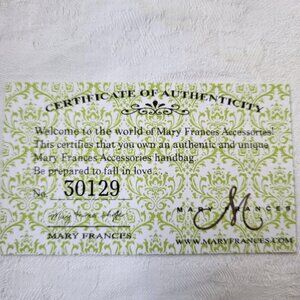 CERTIFICATE OF AUTHENTICITY
Welcome to the world of Mary Frances Accessories!
This certifies that you own an authentic and unique
Mary Frances Accessories handbag.
Be prepared to fall in love...
No. 30129
MARY FRANCES
M
MARY FRANCES
WWW.MARYFRANCES.COM